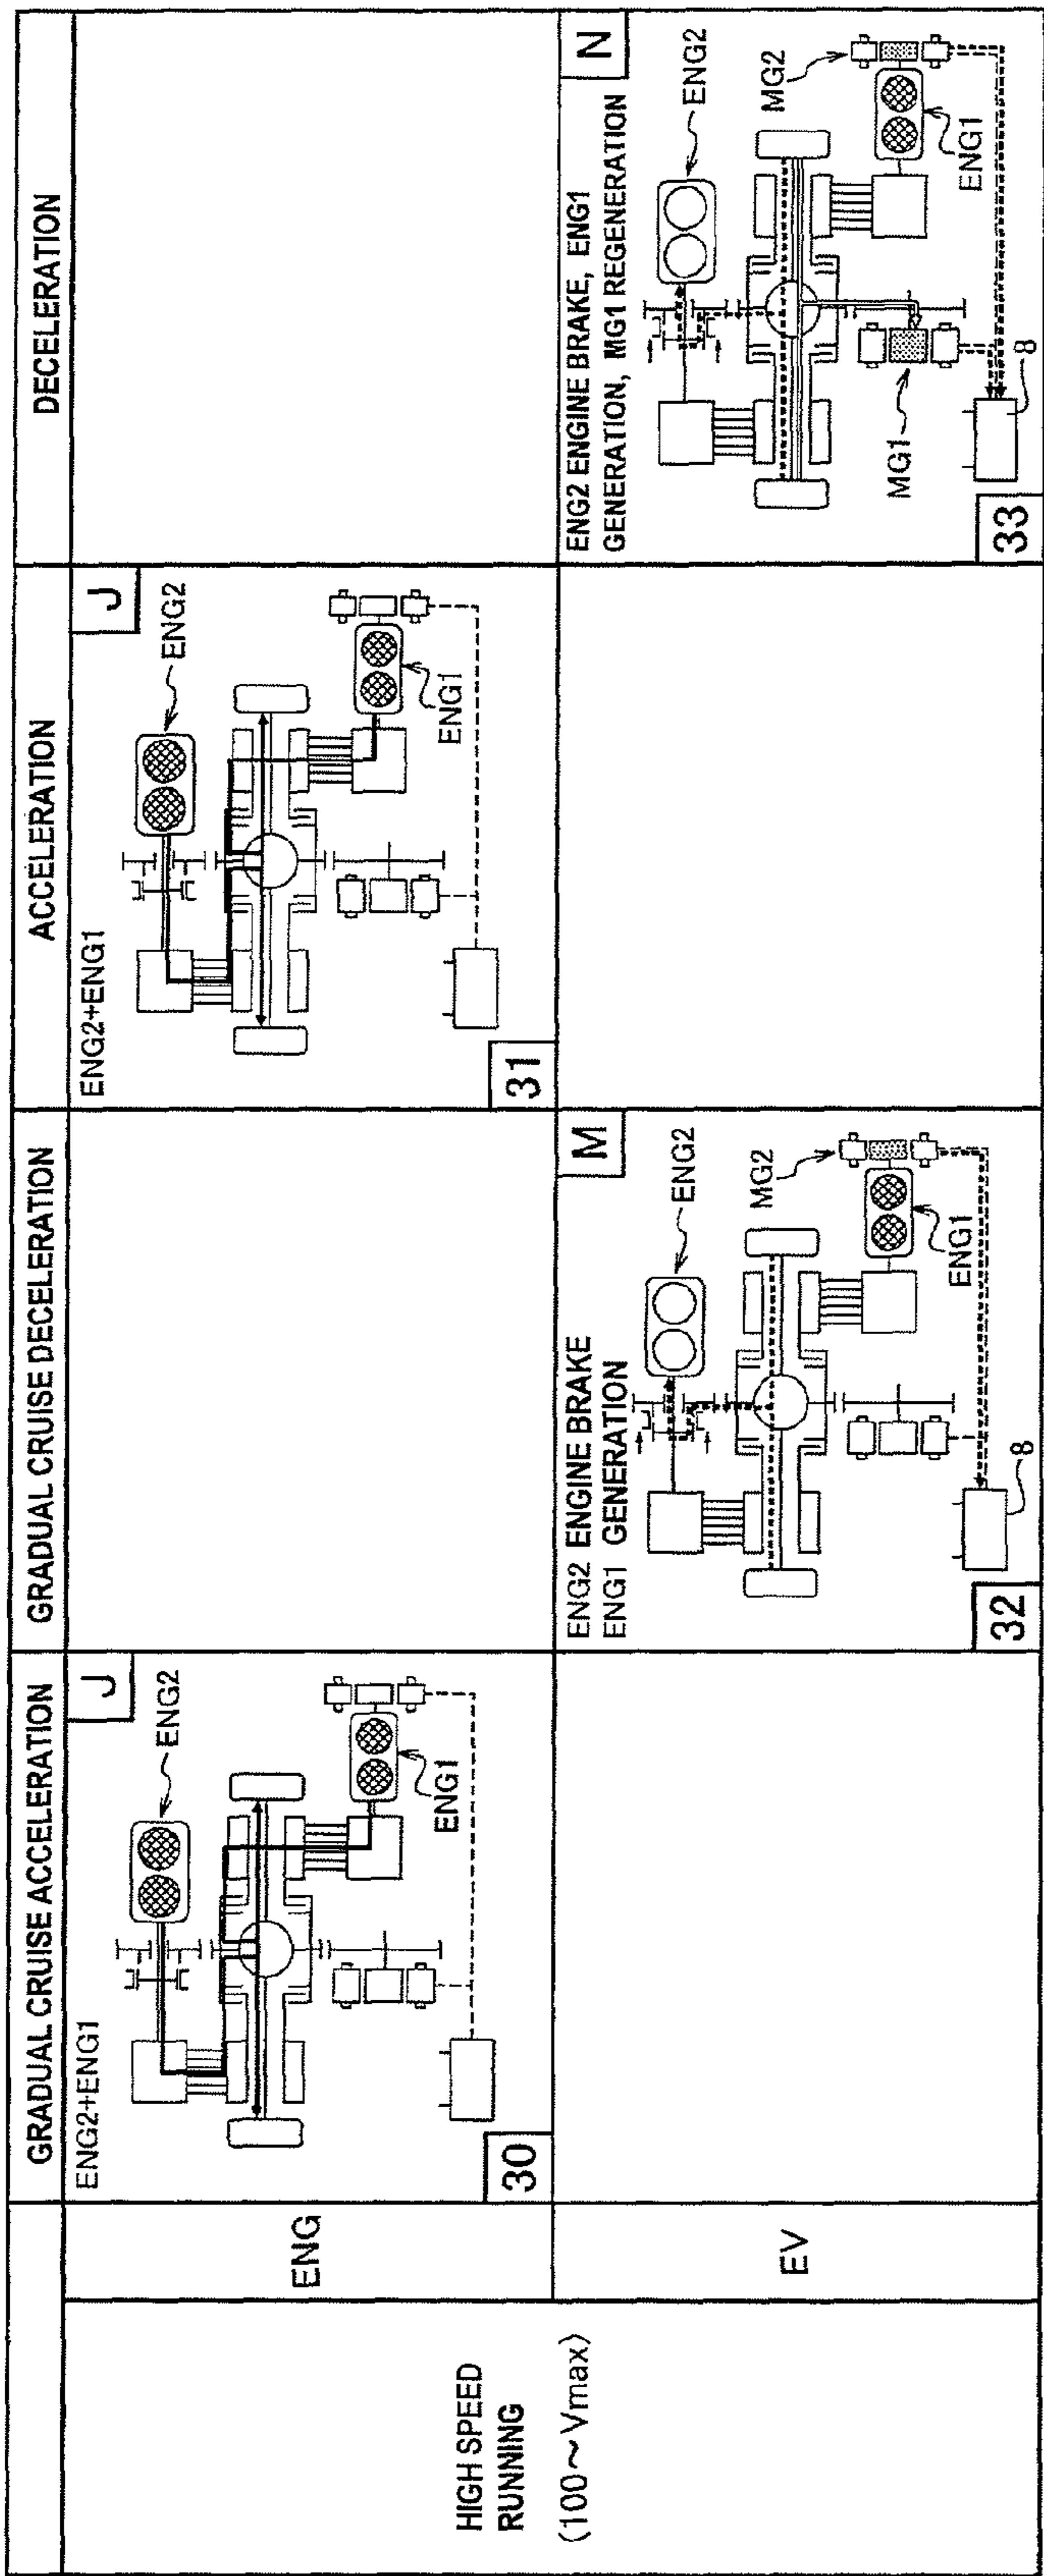 GRADUAL CRUISE ACCELERATION
GRADUAL CRUISE DECELERATION
ACCELERATION
DECELERATION
HIGH SPEED
RUNNING
(100~Vmax)
ENG
ENG2+ENG1
J
ENG2
ENG1
30
ENG2+ENG1
J
ENG2
ENG1
31
EV
ENG2 ENGINE BRAKE
ENG1 GENERATION
M
ENG2
MG2
ENG1
8
32
ENG2 ENGINE BRAKE, ENG1
GENERATION, MG1 REGENERATION
N
ENG2
MG2
ENG1
MG1
8
33